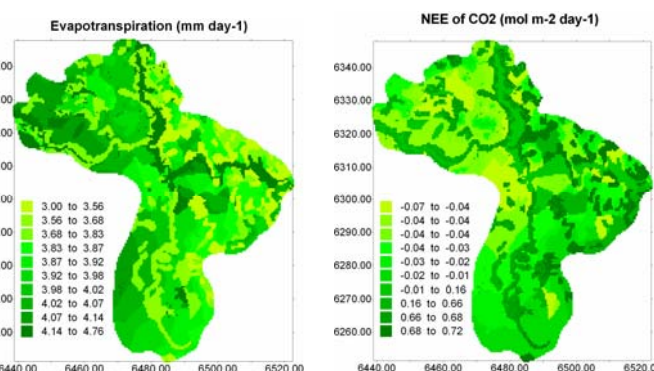 Evapotranspiration (mm day-1)
3.00 to 3.56
3.56 to 3.68
3.68 to 3.83
3.83 to 3.87
3.87 to 3.92
3.92 to 3.98
3.98 to 4.02
4.02 to 4.07
4.07 to 4.14
4.14 to 4.76
6440.00 6460.00 6480.00 6500.00 6520.00
NEE of CO2 (mol m-2 day-1)
6340.00
6330.00
6320.00
6310.00
6300.00
6290.00
6280.00
6270.00
6260.00
-0.07 to -0.04
-0.04 to -0.04
-0.04 to -0.04
-0.04 to -0.03
-0.03 to -0.02
-0.02 to -0.01
-0.01 to 0.16
0.16 to 0.66
0.66 to 0.68
0.68 to 0.72
6440.00 6460.00 6480.00 6500.00 6520.00